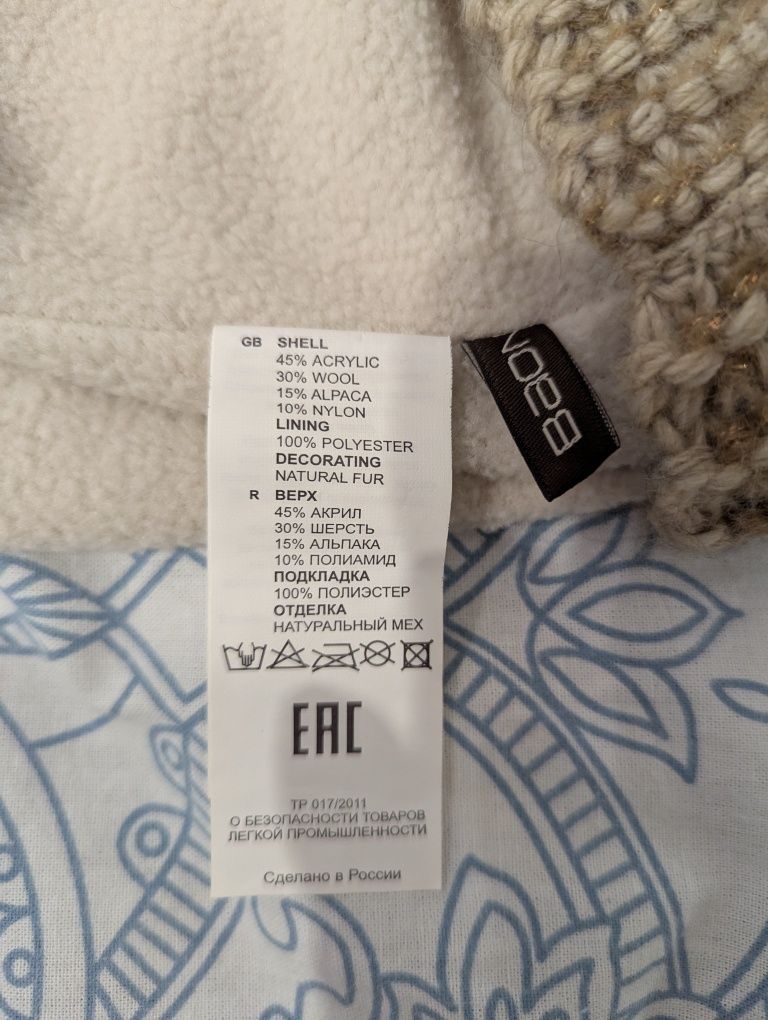 GB SHELL
45% ACRYLIC
30% WOOL
15% ALPACA
10% NYLON
LINING
100% POLYESTER
DECORATING
NATURAL FUR
R ВЕРХ
45% АКРИЛ
30% ШЕРСТЬ
15% АЛЬПАКА
10% ПОЛИАМИД
ПОДКЛАДКА
100% ПОЛИЭСТЕР
ОТДЕЛКА
НАТУРАЛЬНЫЙ МЕХ
EAC
ТР 017/2011
О БЕЗОПАСНОСТИ ТОВАРОВ
ЛЕГКОЙ ПРОМЫШЛЕННОСТИ
Сделано в России